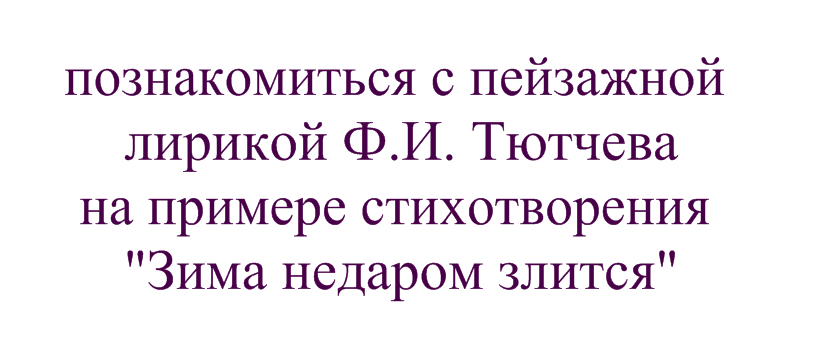 познакомиться с пейзажной
лирикой Ф.И. Тютчева
на примере стихотворения
"Зима недаром злится"